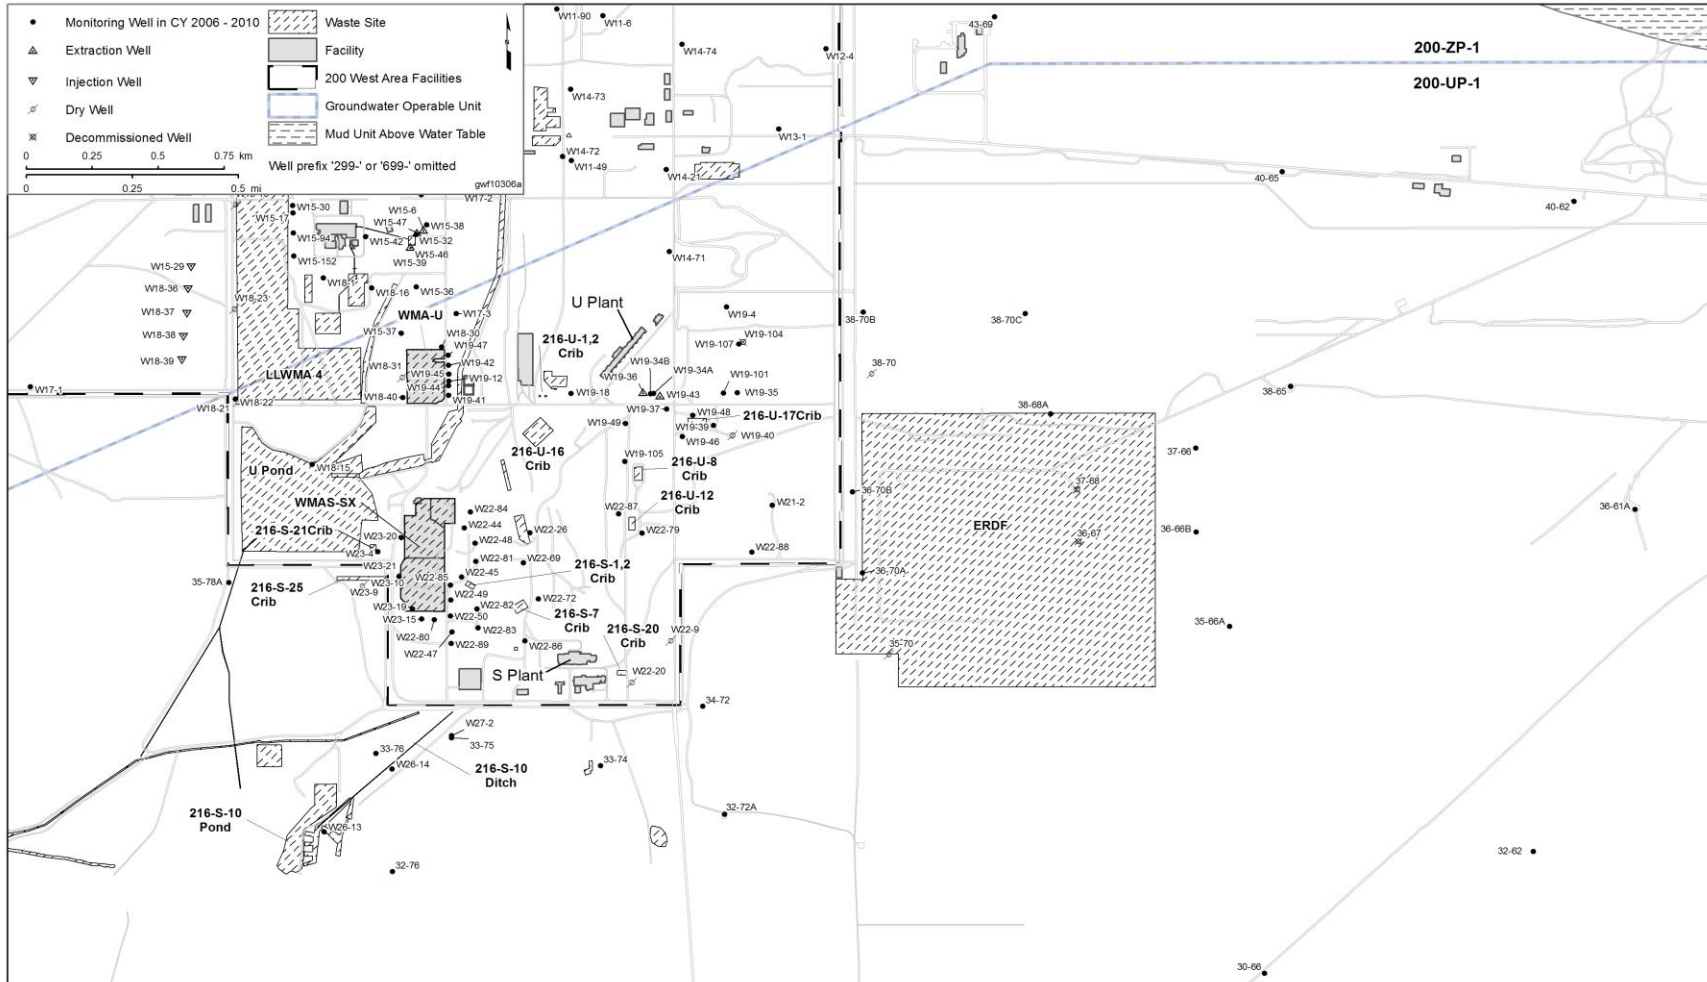 Monitoring Well in CY 2006 - 2010
Extraction Well
Injection Well
Dry Well
Decommissioned Well
Waste Site
Facility
200 West Area Facilities
Groundwater Operable Unit
Mud Unit Above Water Table
0 0.25 0.5 0.75 km
0 0.25 0.5 mi
Well prefix '299-' or '699-' omitted
gwf10306a
W11-90
W11-6
W14-74
W12-4
43-69
200-ZP-1
200-UP-1
W14-73
W13-1
W14-72
W11-49
W14-21
40-65
40-62
W17-2
W15-30
W15-17
W15-6
W15-47
W15-38
W15-94
W15-42
W15-32
W15-46
W15-39
W15-152
W14-71
W15-29
W18-36
W18-1
W18-16
W15-36
W18-23
W18-37
W18-38
W18-39
WMA-U
W17-3
W15-37
W18-30
W19-47
W18-31
W19-42
W19-45
W19-12
W19-44
W18-40
W19-41
LLWMA 4
W17-1
W18-21
W18-22
U Plant
216-U-1,2
Crib
W19-4
W19-104
W19-107
W19-34B
W19-34A
W19-36
W19-101
W19-43
W19-35
W19-18
W19-37
W19-48
216-U-17Crib
W19-39
W19-40
W19-46
W19-49
38-70B
38-70C
38-70
38-65
38-68A
37-66
37-68
36-70B
36-61A
36-66B
36-67
ERDF
36-70A
35-66A
35-70
U Pond
W18-15
216-U-16
Crib
W19-105
216-U-8
Crib
216-U-12
Crib
W21-2
WMAS-SX
216-S-21Crib
W22-84
W22-44
W22-87
W22-26
W22-79
W22-88
W23-20
W22-48
W23-4
W22-81
W22-69
W23-21
W22-45
216-S-1,2
Crib
35-78A
W23-10
W22-85
W23-9
216-S-25
Crib
W22-49
W22-72
W22-82
W23-19
W22-50
216-S-7
Crib
W23-15
W22-83
W22-80
216-S-20
Crib
W22-9
W22-47
W22-89
W22-86
S Plant
W22-20
34-72
W27-2
33-75
33-76
W26-14
33-74
216-S-10
Ditch
216-S-10
Pond
W26-13
32-72A
32-76
32-62
30-66